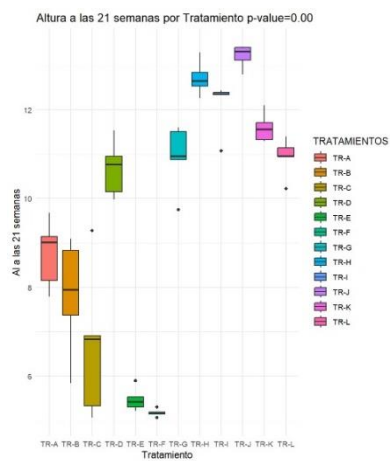 Altura a las 21 semanas por Tratamiento p-value=0.00
Al a las 21 semanas
12
10
8
6
TR-A TR-B TR-C TR-D TR-E TR-F TR-G TR-H TR-I TR-J TR-K TR-L
Tratamiento
TRATAMIENTOS
TR-A
TR-B
TR-C
TR-D
TR-E
TR-F
TR-G
TR-H
TR-I
TR-J
TR-K
TR-L